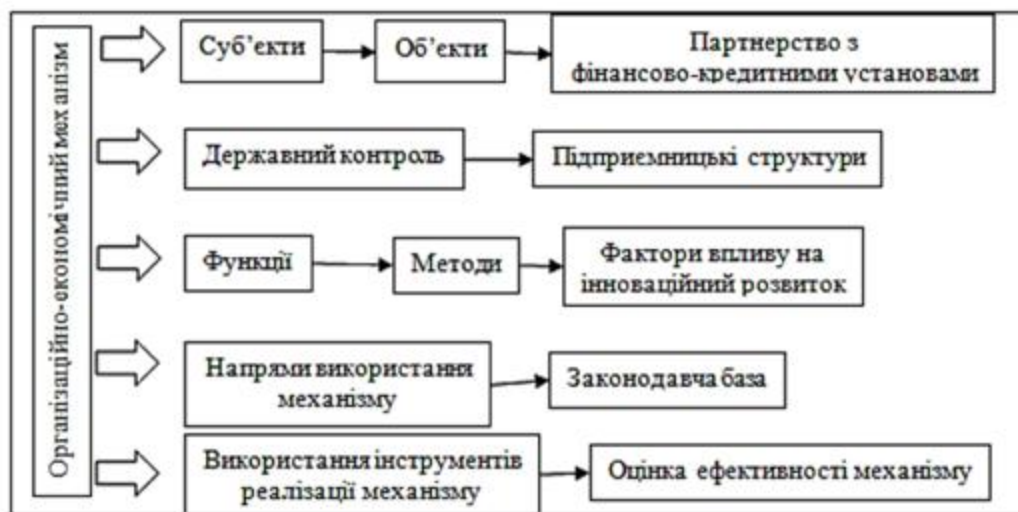 Організаційно-економічний механізм
Суб’єкти
Об’єкти
Партнерство з
фінансово-кредитними установами
Державний контроль
Підприємницькі структури
Функції
Методи
Фактори впливу на
інноваційний розвиток
Напрями використання
механізму
Законодавча база
Використання інструментів
реалізації механізму
Оцінка ефективності механізму